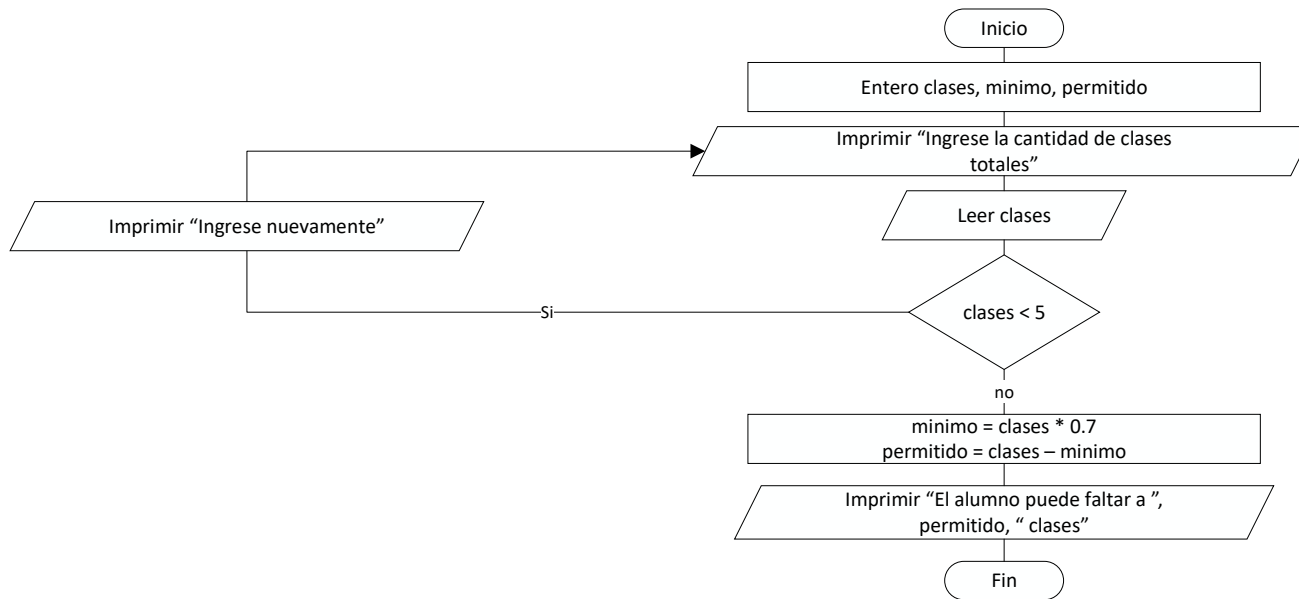 Inicio
Entero clases, minimo, permitido
Imprimir “Ingrese la cantidad de clases
totales”
Leer clases
Imprimir “Ingrese nuevamente”
clases < 5
Si
no
minimo = clases * 0.7
permitido = clases – minimo
Imprimir “El alumno puede faltar a ”,
permitido, “ clases”
Fin